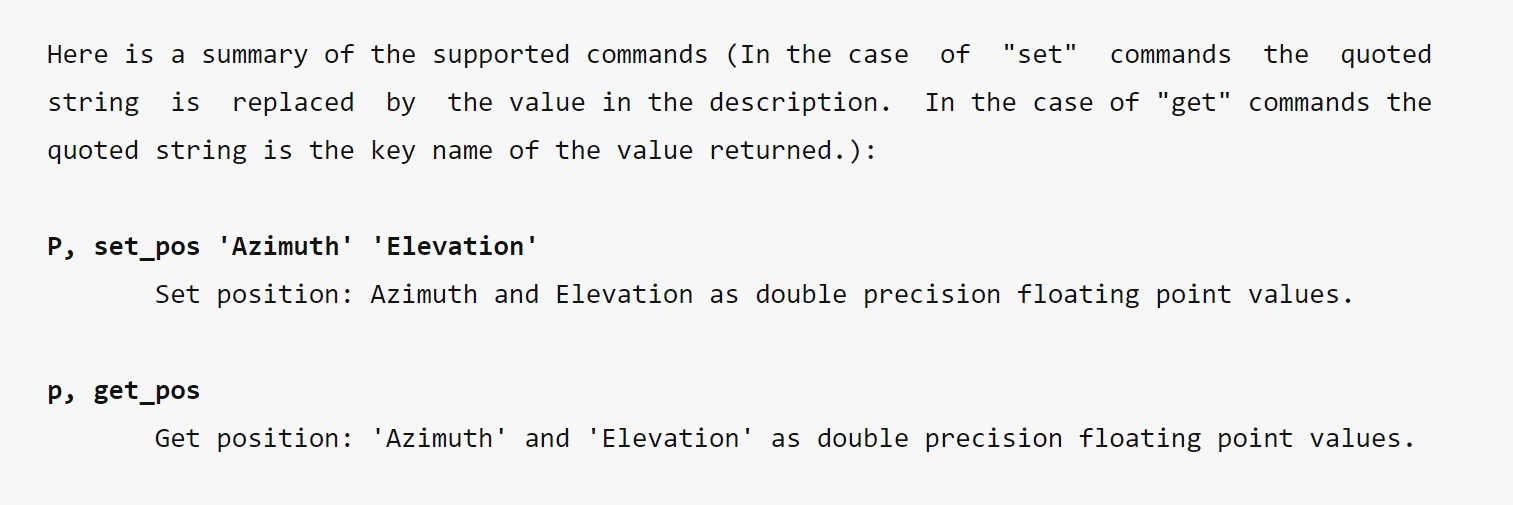 Here is a summary of the supported commands (In the case  of  "set"  commands  the  quoted
string  is  replaced  by  the value in the description.  In the case of "get" commands the
quoted string is the key name of the value returned.):
P, set_pos 'Azimuth' 'Elevation'
Set position: Azimuth and Elevation as double precision floating point values.
p, get_pos
Get position: 'Azimuth' and 'Elevation' as double precision floating point values.